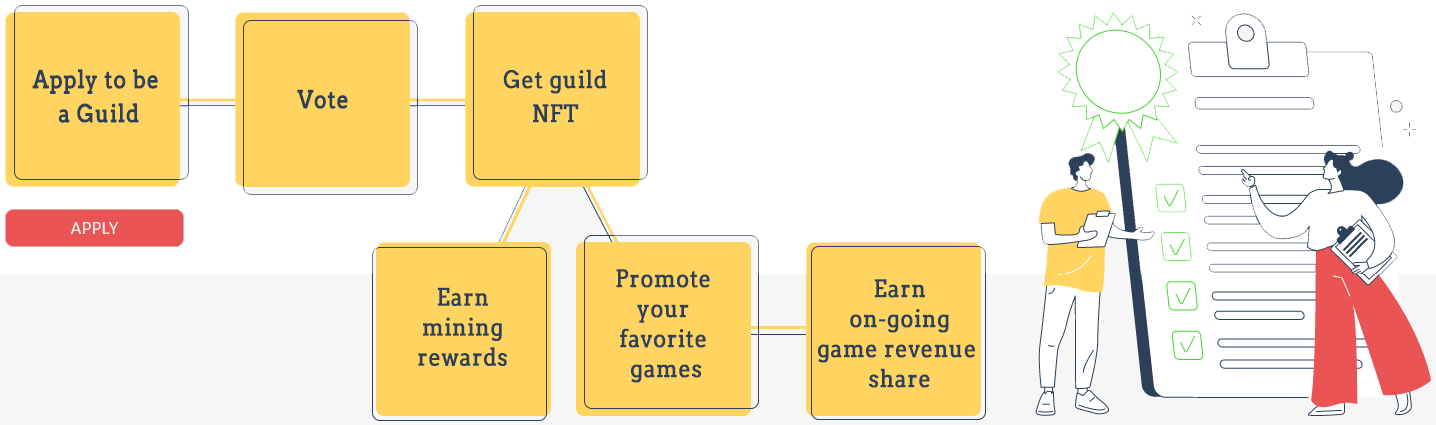 Apply to be
a Guild
Vote
Get guild
NFT
APPLY
Earn
mining
rewards
Promote
your
favorite
games
Earn
on-going
game revenue
share